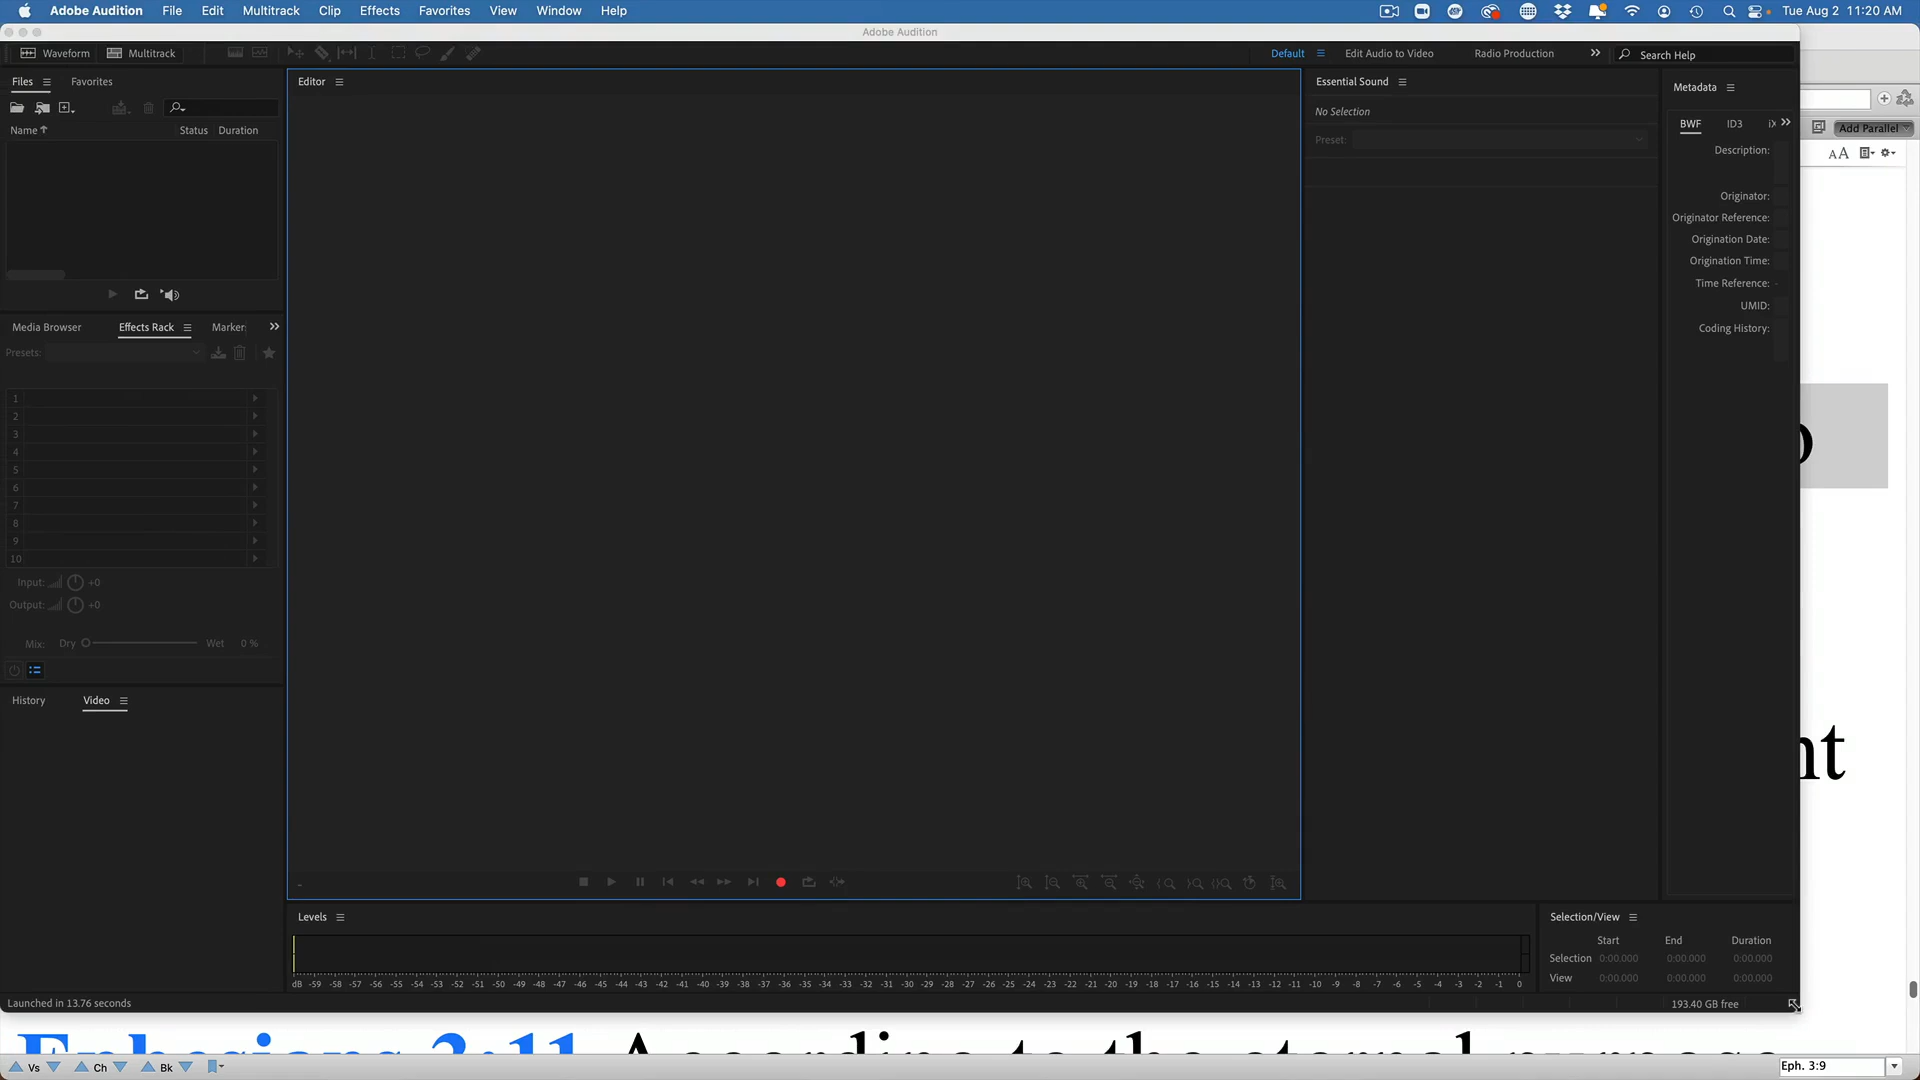 Adobe Audition File Edit Multitrack Clip Effects Favorites View Window Help Tue Aug 2 11:20 AM
Adobe Audition
Waveform Multitrack Default Edit Audio to Video Radio Production Search Help
Files Favorites
Editor
Essential Sound
Metadata
No Selection
Add Parallel
Name Status Duration
BWF ID3
Preset:
Description:
AA
Originator:
Originator Reference:
Origination Date:
Origination Time:
Time Reference:
UMID:
Coding History:
Media Browser Effects Rack Marker
Presets:
1
2
3
4
5
6
7
8
9
10
Input: +0
Output: +0
Mix: Dry Wet 0 %
History Video
nt
Levels
Selection/View
Start End Duration
Selection 0:00.000 0:00.000 0:00.000
View 0:00.000 0:00.000 0:00.000
dB -59 -58 -57 -56 -55 -54 -53 -52 -51 -50 -49 -48 -47 -46 -45 -44 -43 -42 -41 -40 -39 -38 -37 -36 -35 -34 -33 -32 -31 -30 -29 -28 -27 -26 -25 -24 -23 -22 -21 -20 -19 -18 -17 -16 -15 -14 -13 -12 -11 -10 -9 -8 -7 -6 -5 -4 -3 -2 -1 0
Launched in 13.76 seconds
193.40 GB free
Ephesians 3:11 According to the eternal purpose
Vs Ch Bk Eph. 3:9